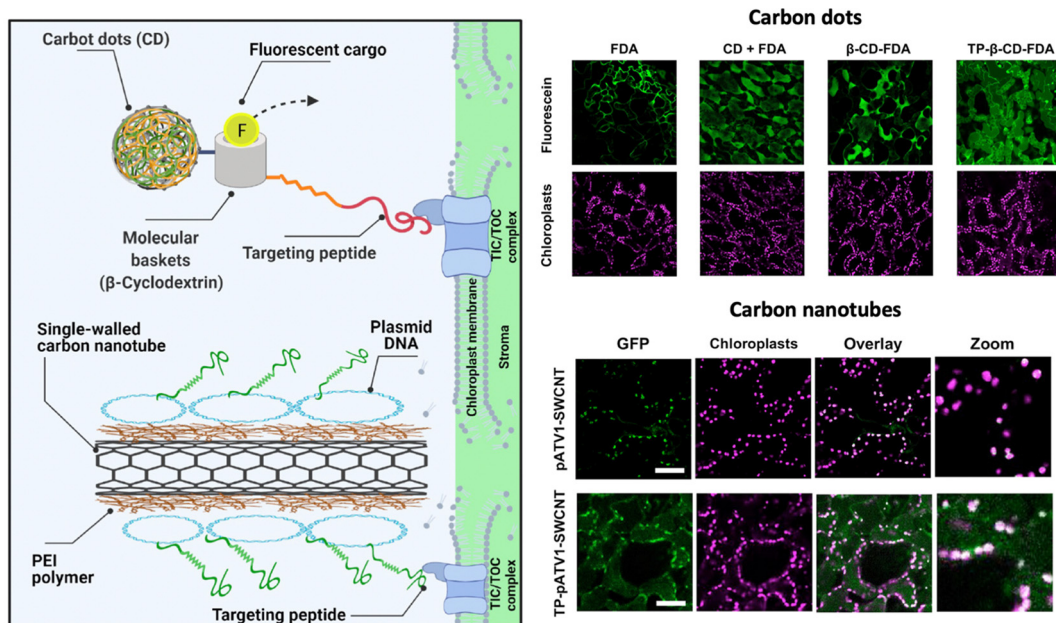 Carbot dots (CD)
Fluorescent cargo
F
Molecular
baskets
(β-Cyclodextrin)
Targeting peptide
TIC/TOC
complex
Single-walled
carbon nanotube
Plasmid
DNA
Chloroplast membrane
Stroma
PEI
polymer
Targeting peptide
TIC/TOC
complex
Carbon dots
FDA
CD + FDA
β-CD-FDA
TP-β-CD-FDA
Fluorescein
Chloroplasts
Carbon nanotubes
GFP
Chloroplasts
Overlay
Zoom
pATV1-SWCNT
TP-pATV1-SWCNT